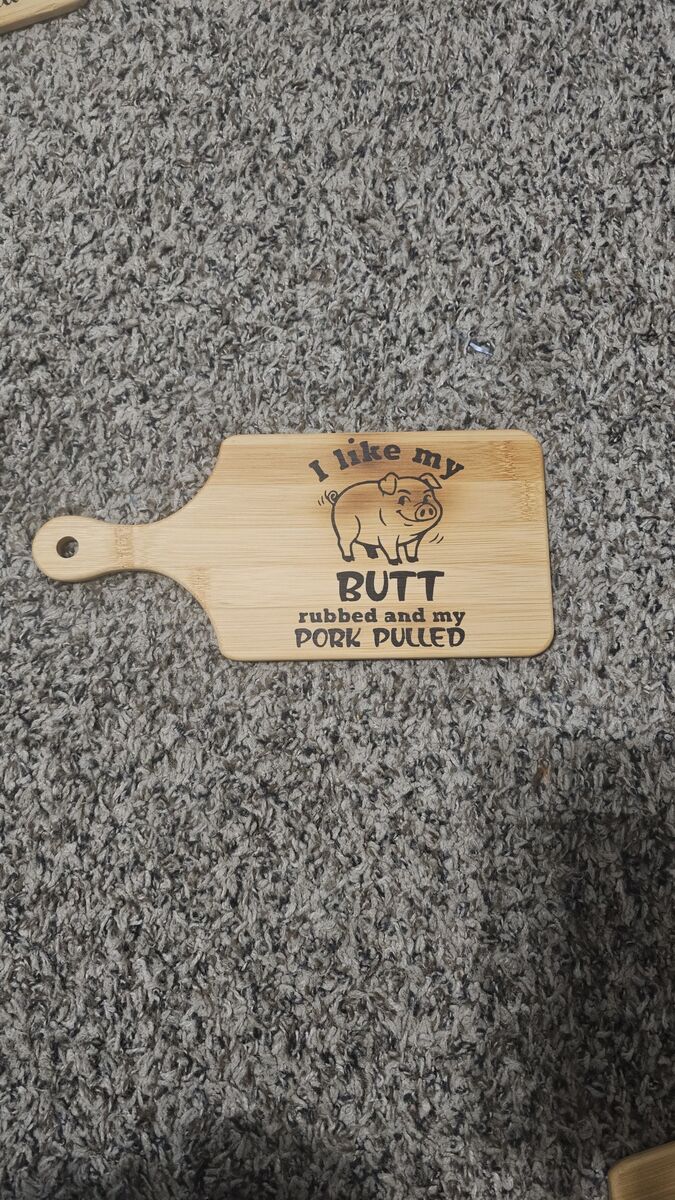 I like my
BUTT
rubbed and my
PORK PULLED